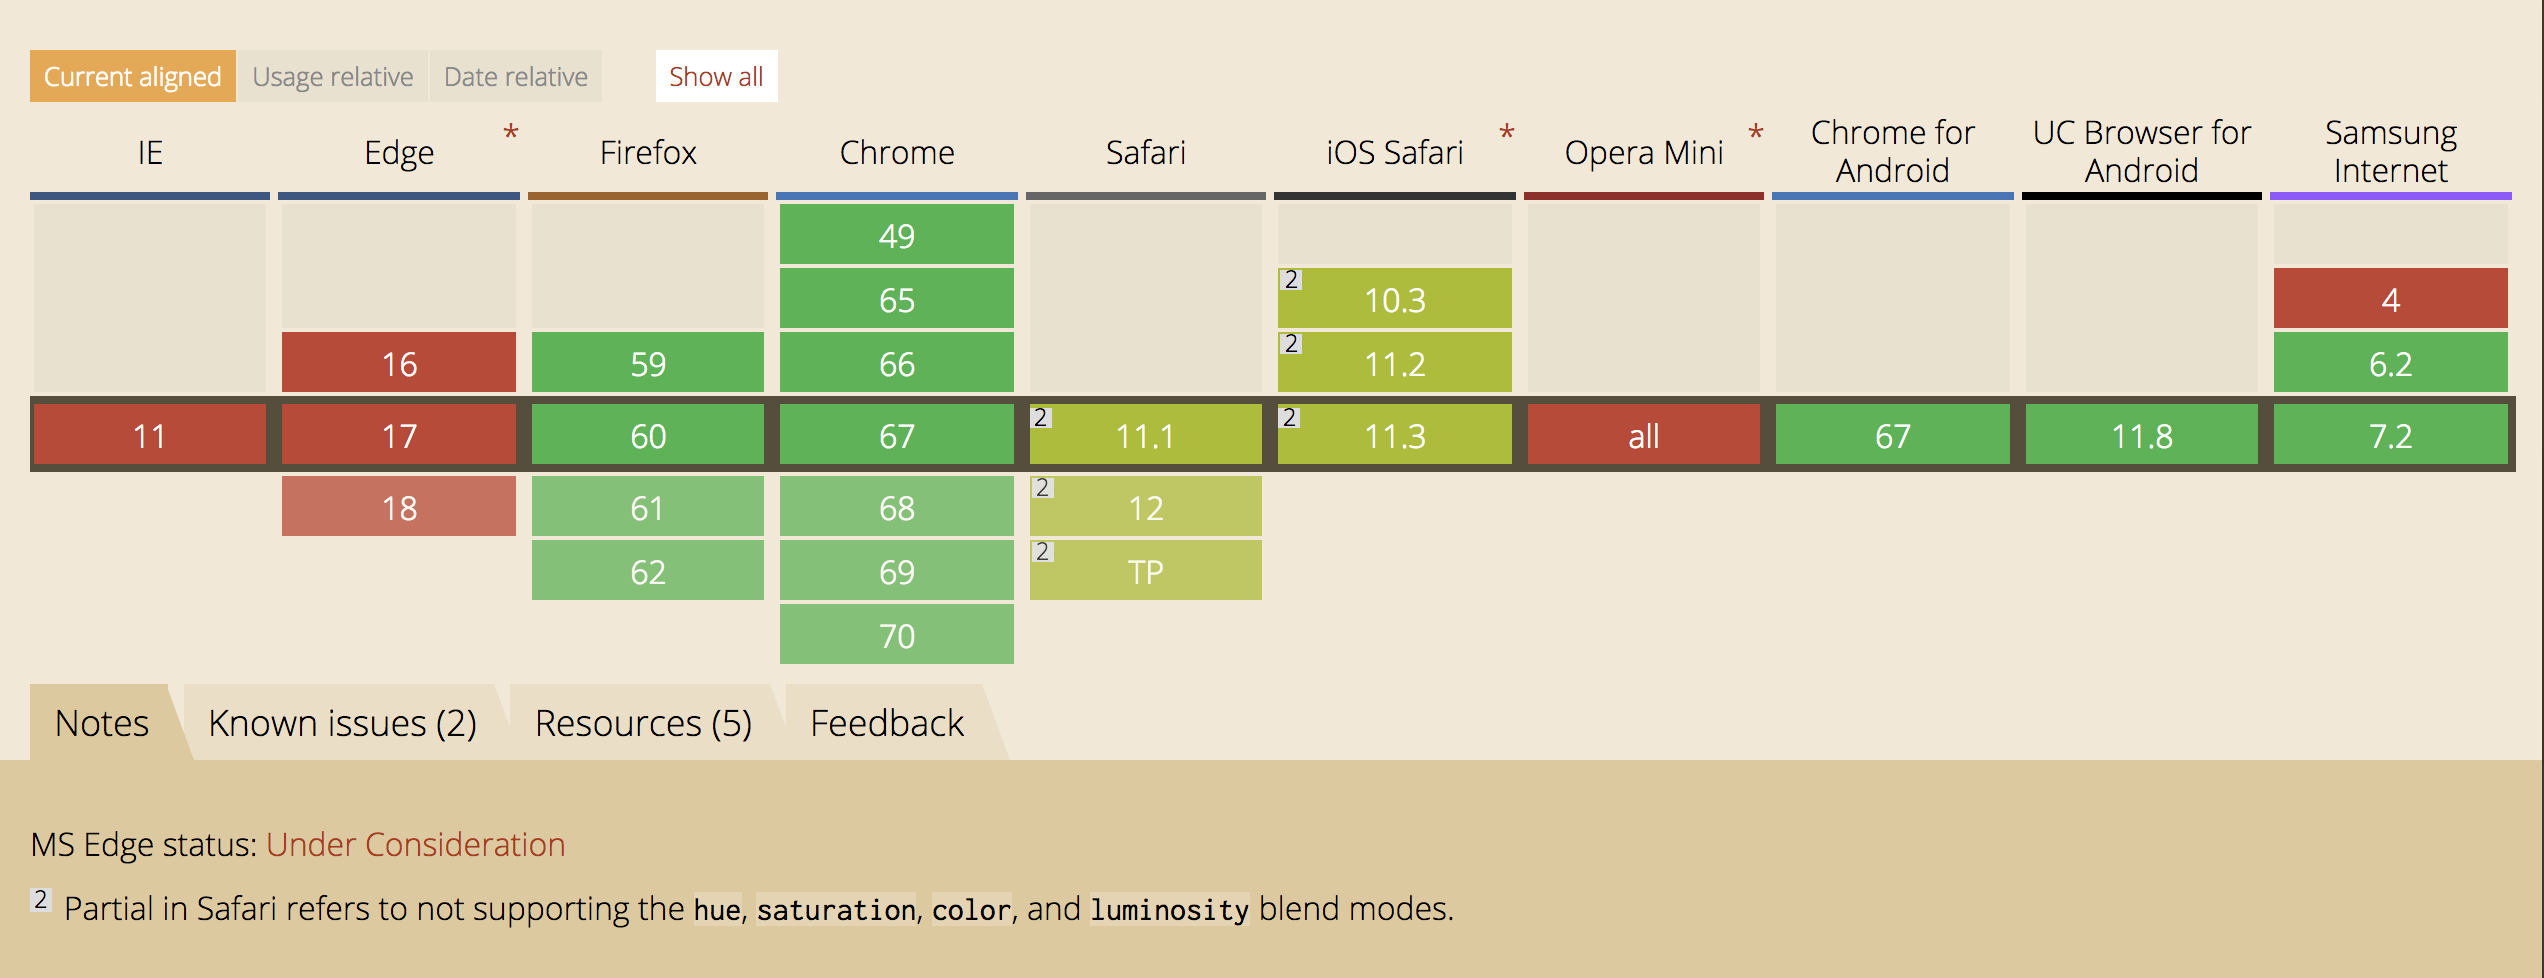 Current aligned Usage relative Date relative Show all
IE Edge * Firefox Chrome Safari iOS Safari * Opera Mini * Chrome for Android UC Browser for Android Samsung Internet
49
65 2 10.3 4
16 59 66 2 11.2 6.2
11 17 60 67 2 11.1 2 11.3 all 67 11.8 7.2
18 61 68 2 12
62 69 2 TP
70
Notes Known issues (2) Resources (5) Feedback
MS Edge status: Under Consideration
2 Partial in Safari refers to not supporting the hue, saturation, color, and luminosity blend modes.